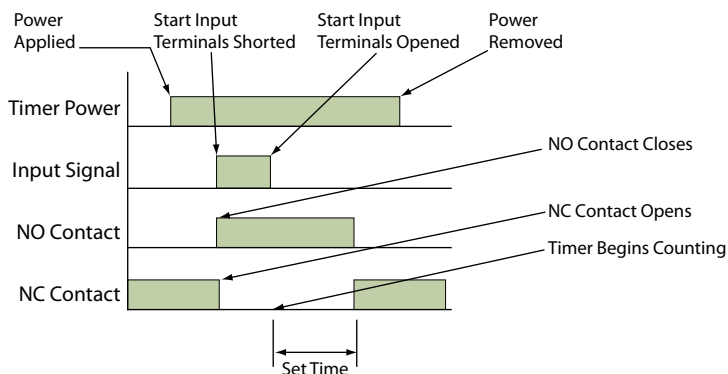 Power
Applied
Start Input
Terminals Shorted
Start Input
Terminals Opened
Power
Removed
Timer Power
Input Signal
NO Contact
NC Contact
NO Contact Closes
NC Contact Opens
Timer Begins Counting
Set Time